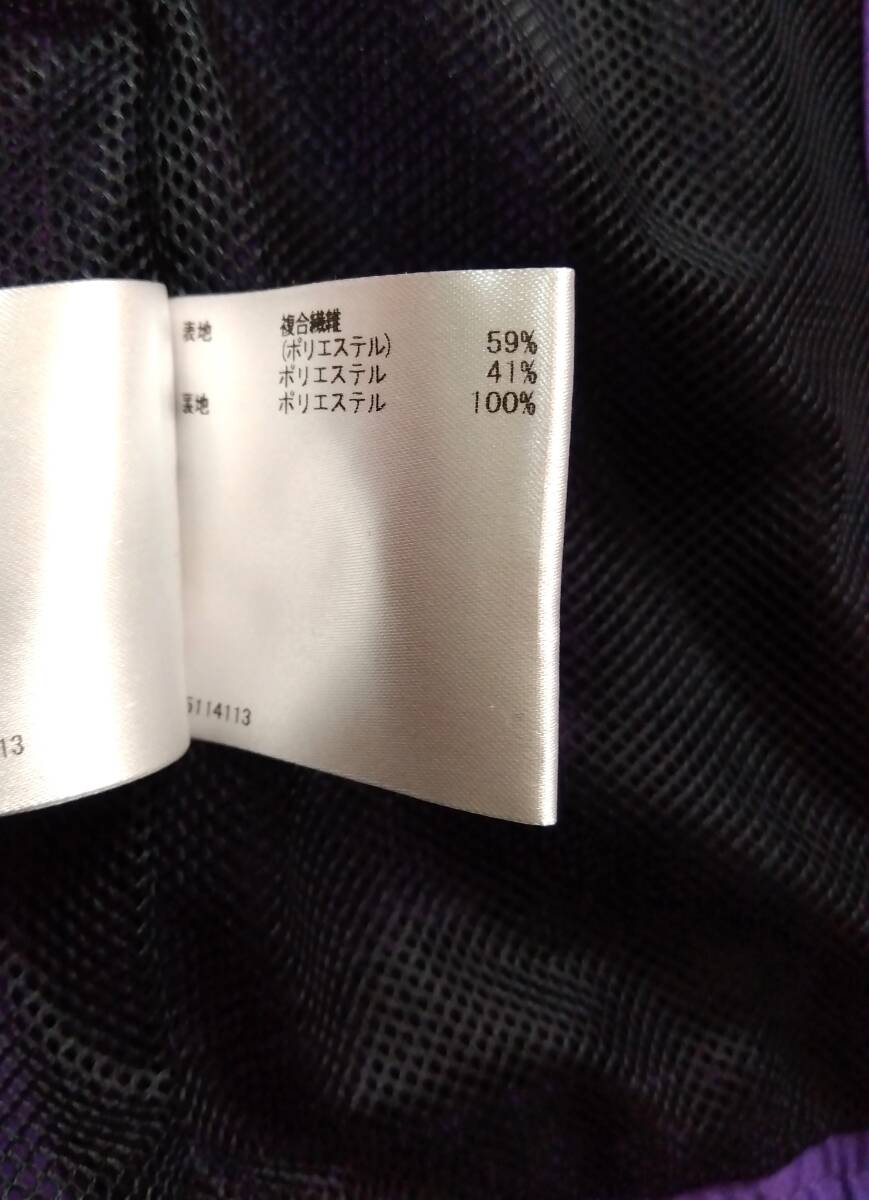 表地 複合繊維
(ポリエステル) 59%
ポリエステル 41%
裏地 ポリエステル 100%
5114113
13